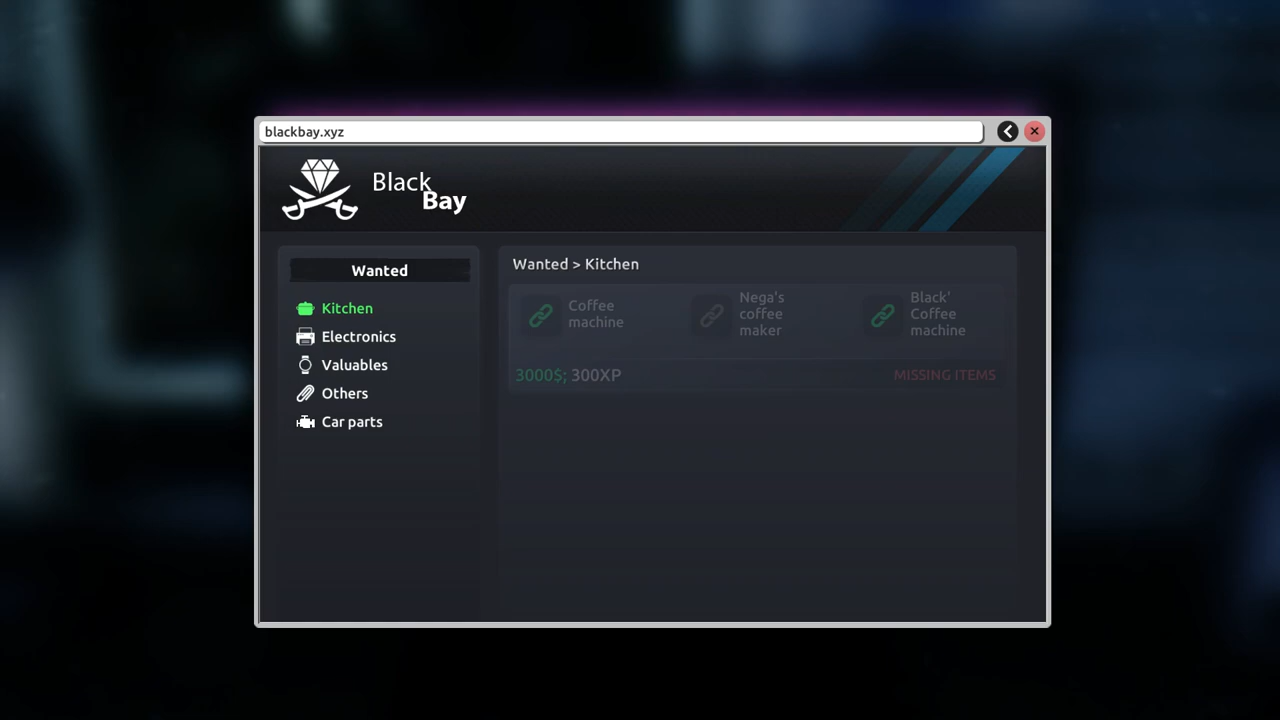 blackbay.xyz
Black
Bay
Wanted
Kitchen
Electronics
Valuables
Others
Car parts
Wanted > Kitchen
Coffee
machine
Nega's
coffee
maker
Black'
Coffee
machine
3000$; 300XP
MISSING ITEMS